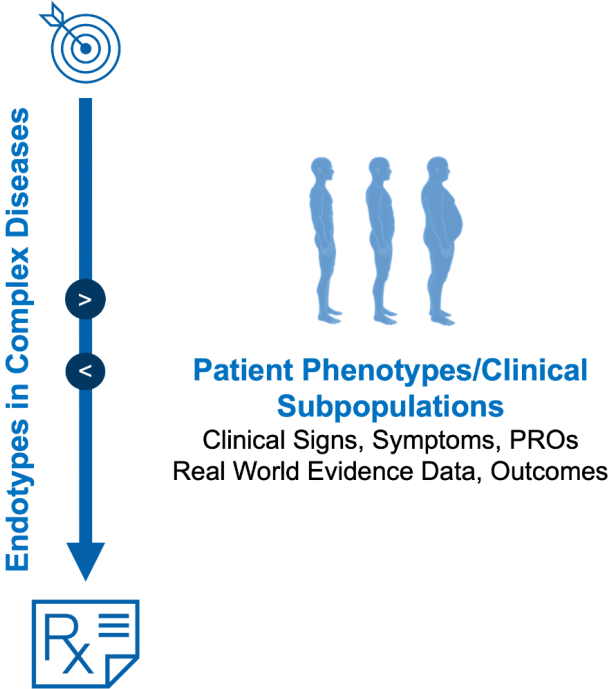 Endotypes in Complex Diseases
>
<
Patient Phenotypes/Clinical
Subpopulations
Clinical Signs, Symptoms, PROs
Real World Evidence Data, Outcomes
Rx